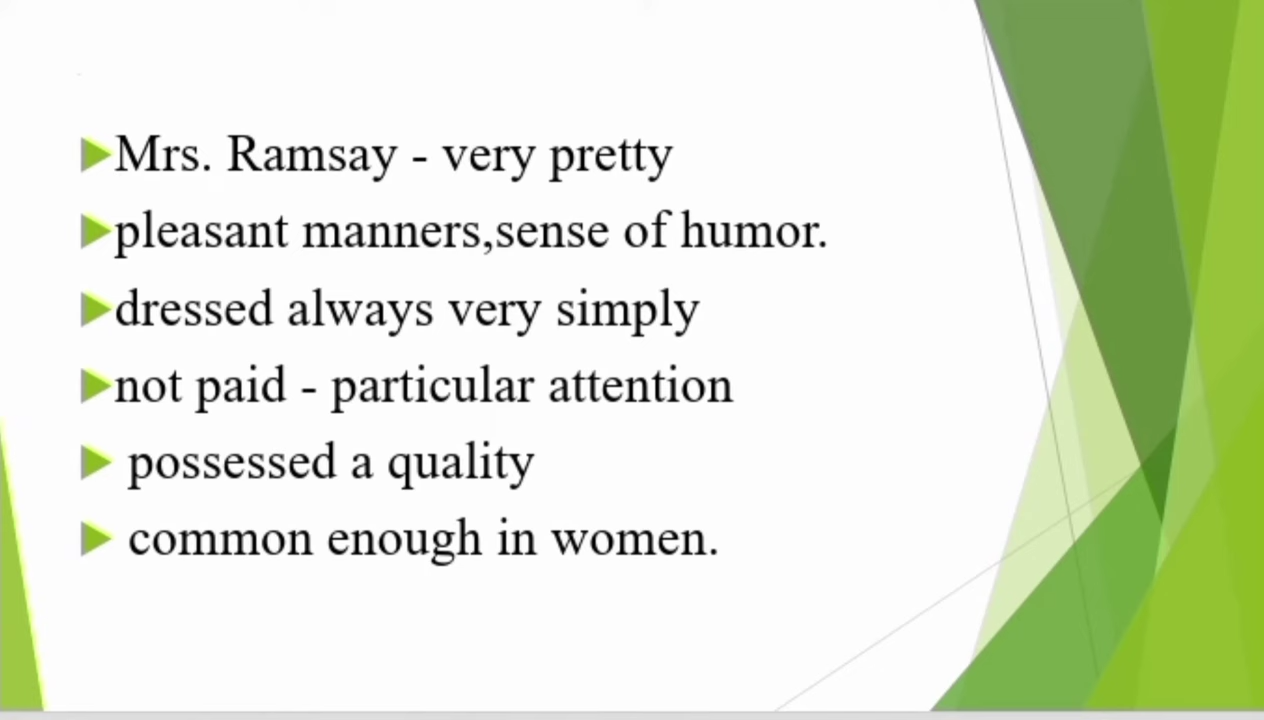 Mrs. Ramsay - very pretty
pleasant manners,sense of humor.
dressed always very simply
not paid - particular attention
possessed a quality
common enough in women.